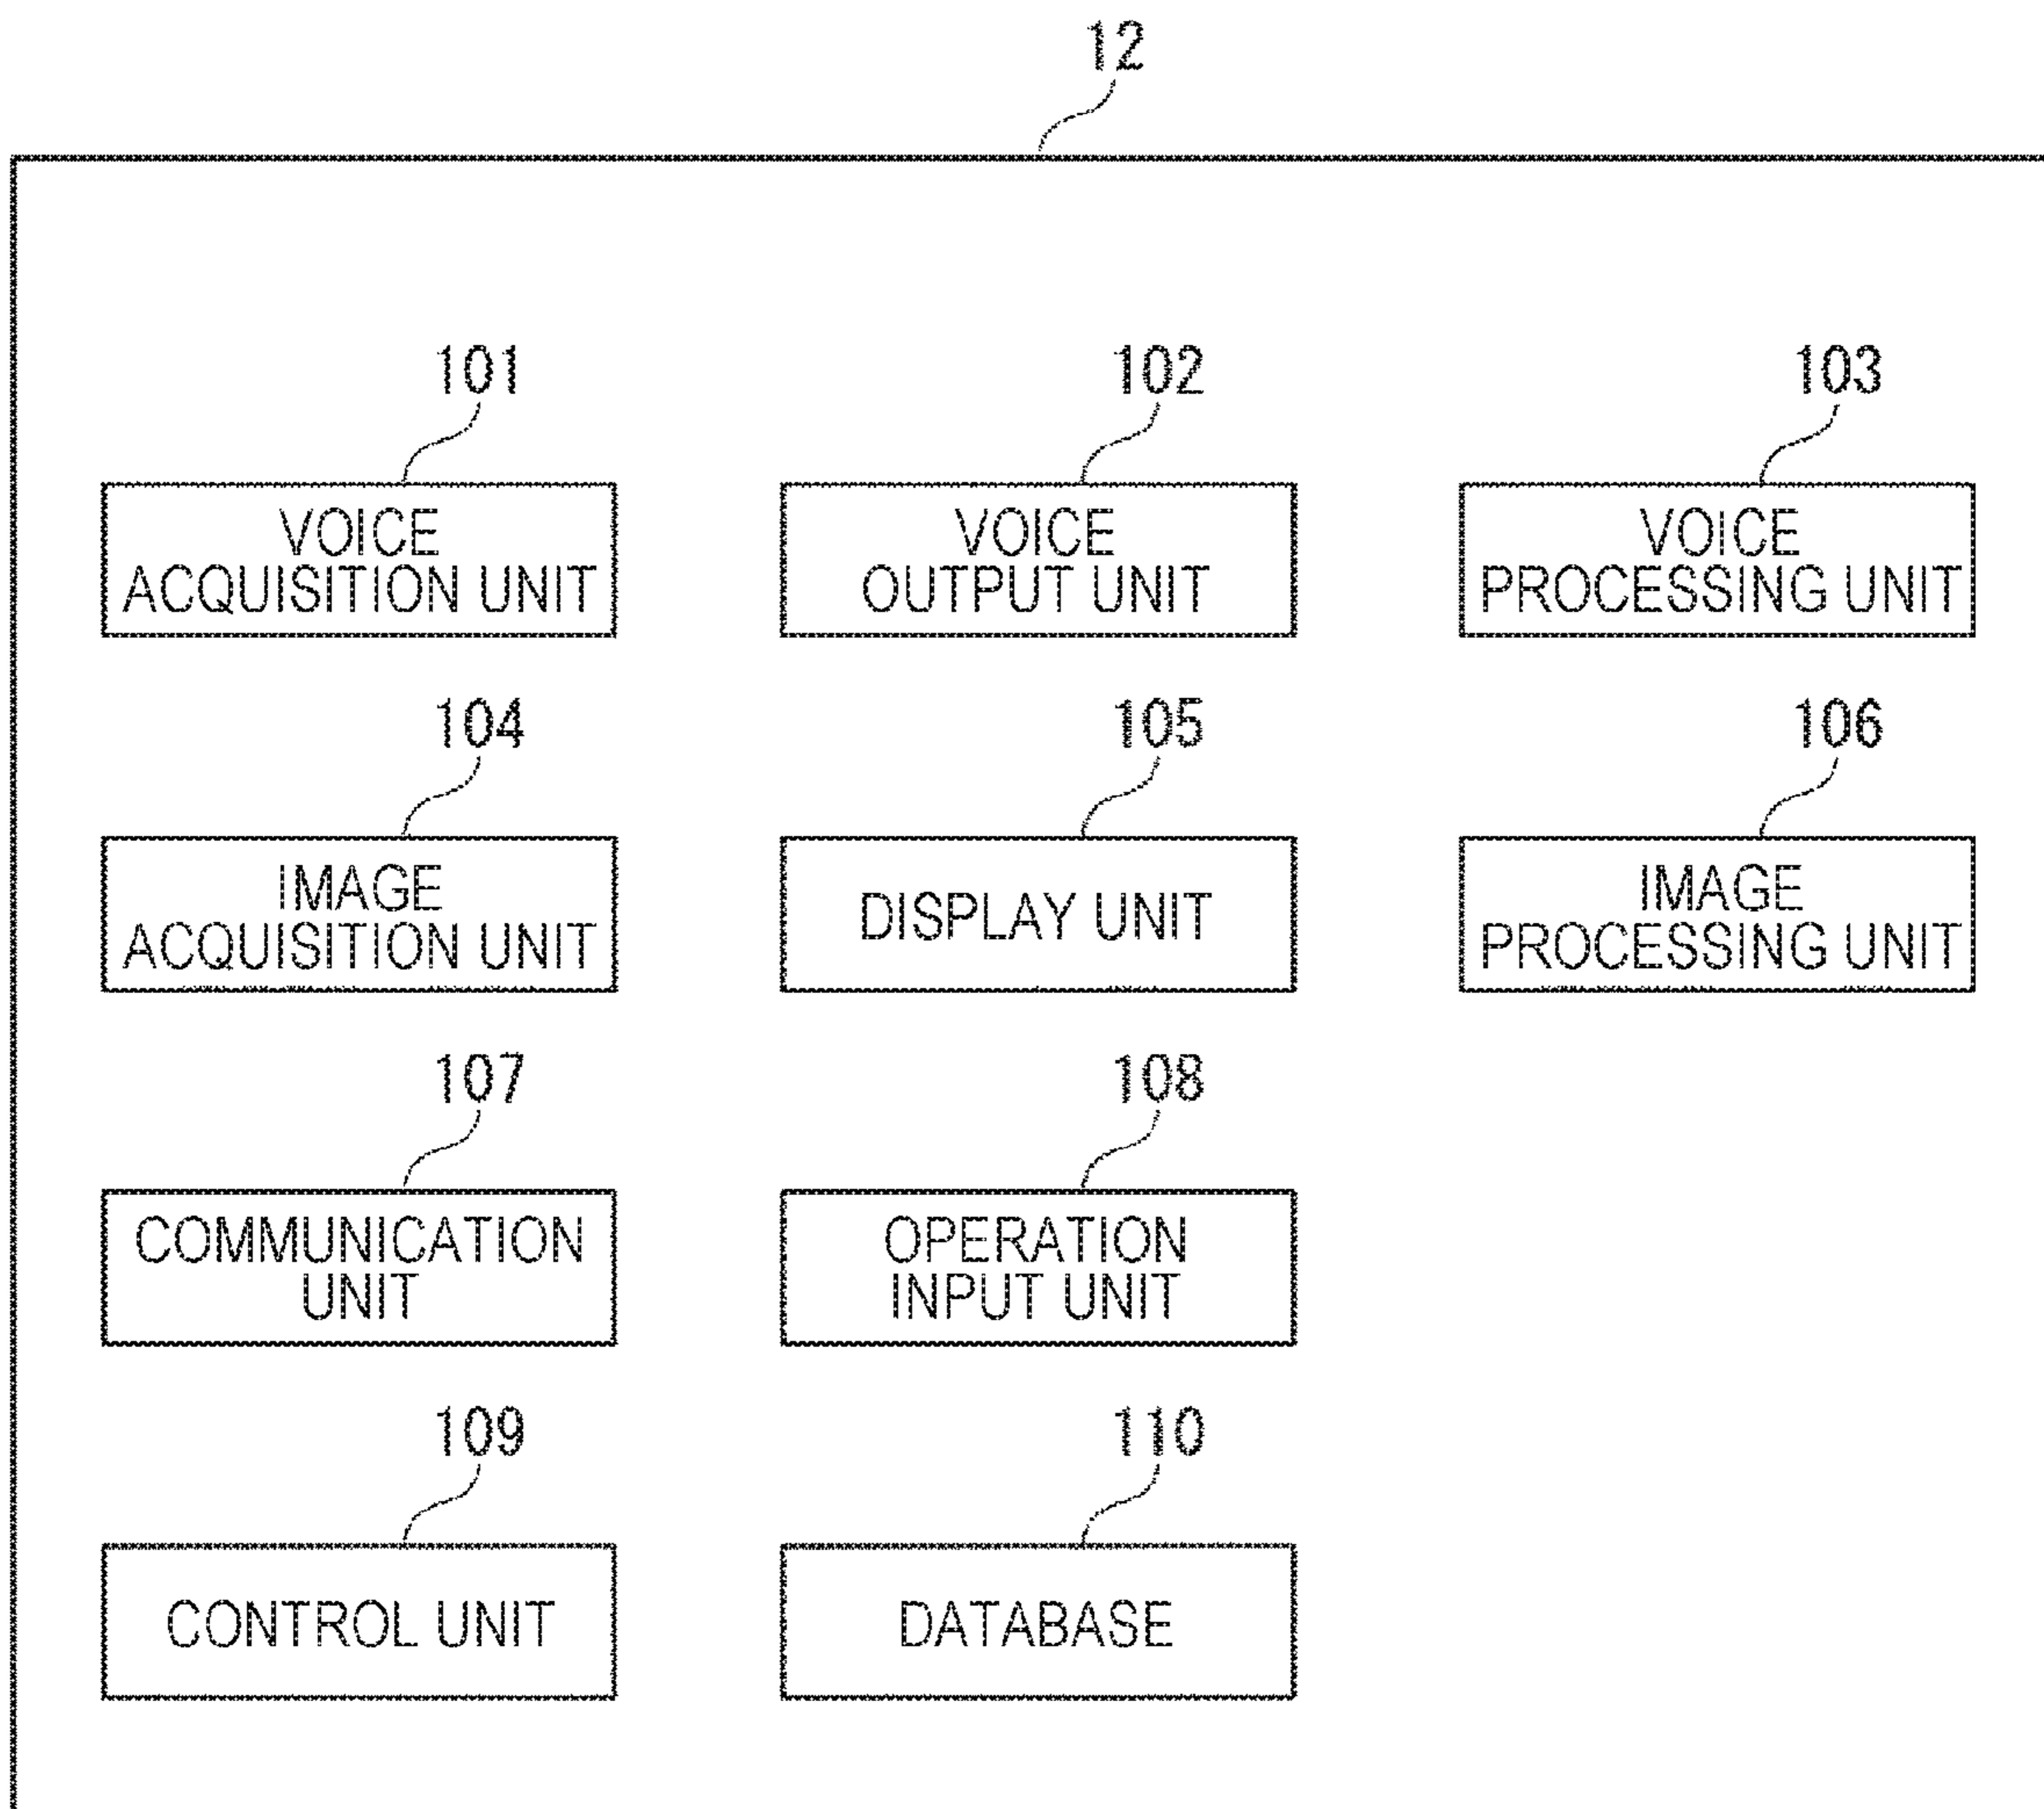 12
101
102
103
VOICE
ACQUISITION UNIT
VOICE
OUTPUT UNIT
VOICE
PROCESSING UNIT
104
105
106
IMAGE
ACQUISITION UNIT
DISPLAY UNIT
IMAGE
PROCESSING UNIT
107
108
COMMUNICATION
UNIT
OPERATION
INPUT UNIT
109
110
CONTROL UNIT
DATABASE